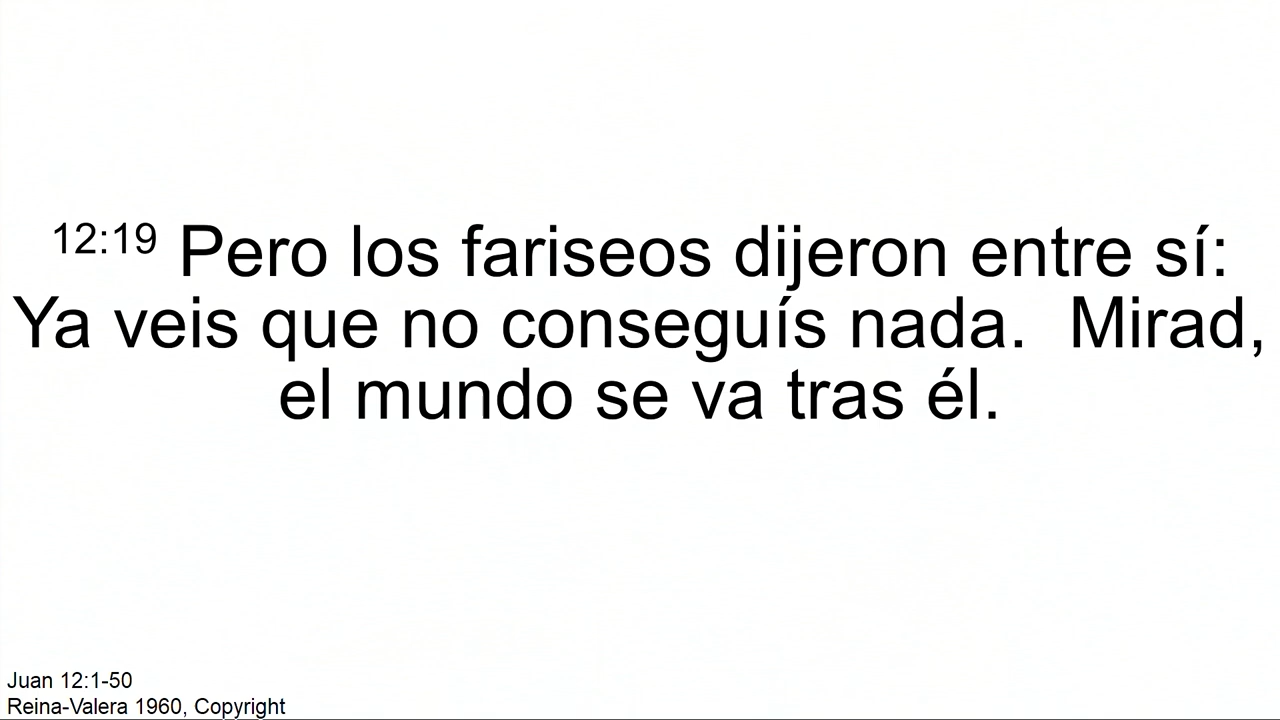 12:19 Pero los fariseos dijeron entre sí:
Ya veis que no conseguís nada.  Mirad,
el mundo se va tras él.
Juan 12:1-50
Reina-Valera 1960, Copyright